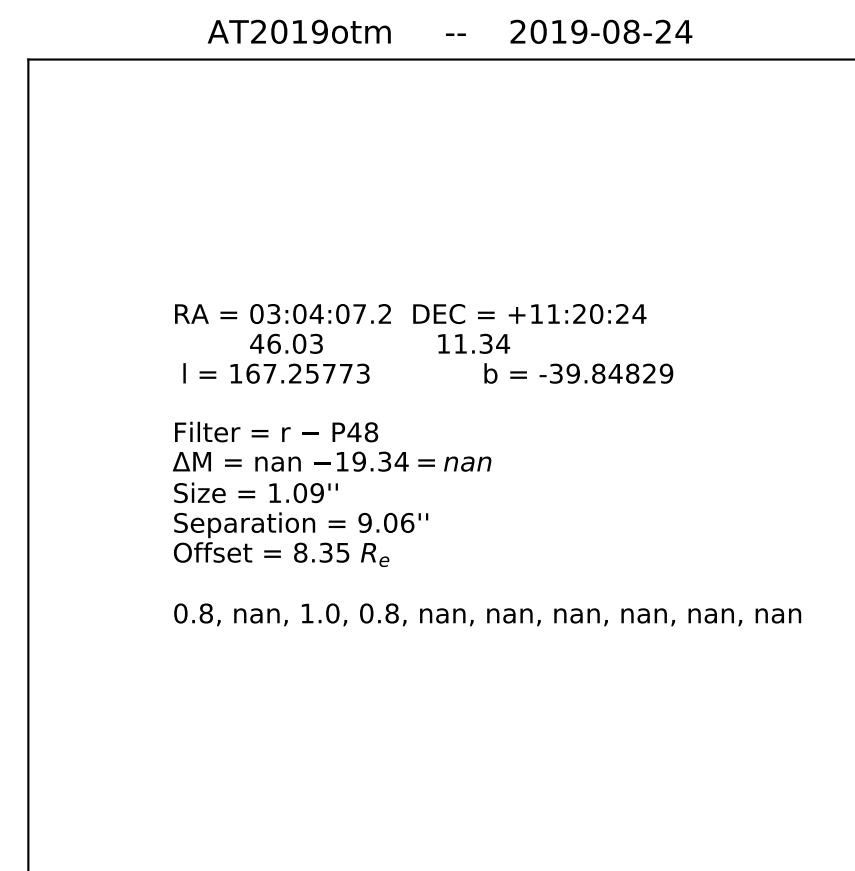 AT2019otm -- 2019-08-24
RA = 03:04:07.2 DEC = +11:20:24
46.03 11.34
l = 167.25773 b = -39.84829
Filter = r − P48
ΔM = nan −19.34 = nan
Size = 1.09''
Separation = 9.06''
Offset = 8.35 Rₑ
0.8, nan, 1.0, 0.8, nan, nan, nan, nan, nan, nan